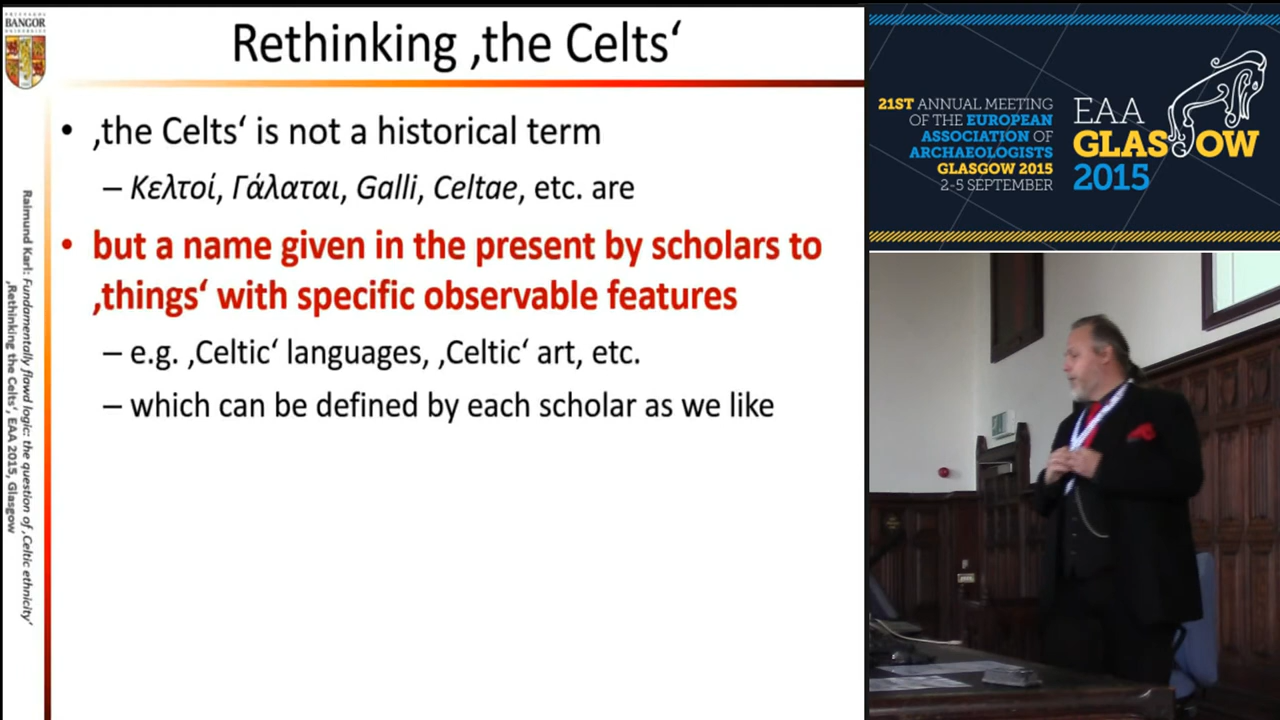 BANGOR
Rethinking ‚the Celts‘
• ‚the Celts‘ is not a historical term
– Κελτοί, Γάλαται, Galli, Celtae, etc. are
• but a name given in the present by scholars to
‚things‘ with specific observable features
– e.g. ‚Celtic‘ languages, ‚Celtic‘ art, etc.
– which can be defined by each scholar as we like
Raimund Karl: Fundamentally flawd logic: the question of ‚Celtic ethnicity‘
‚Rethinking the Celts‘, EAA 2015, Glasgow
21ST ANNUAL MEETING
OF THE EUROPEAN
ASSOCIATION OF
ARCHAEOLOGISTS
GLASGOW 2015
2-5 SEPTEMBER
EAA
GLASGOW
2015